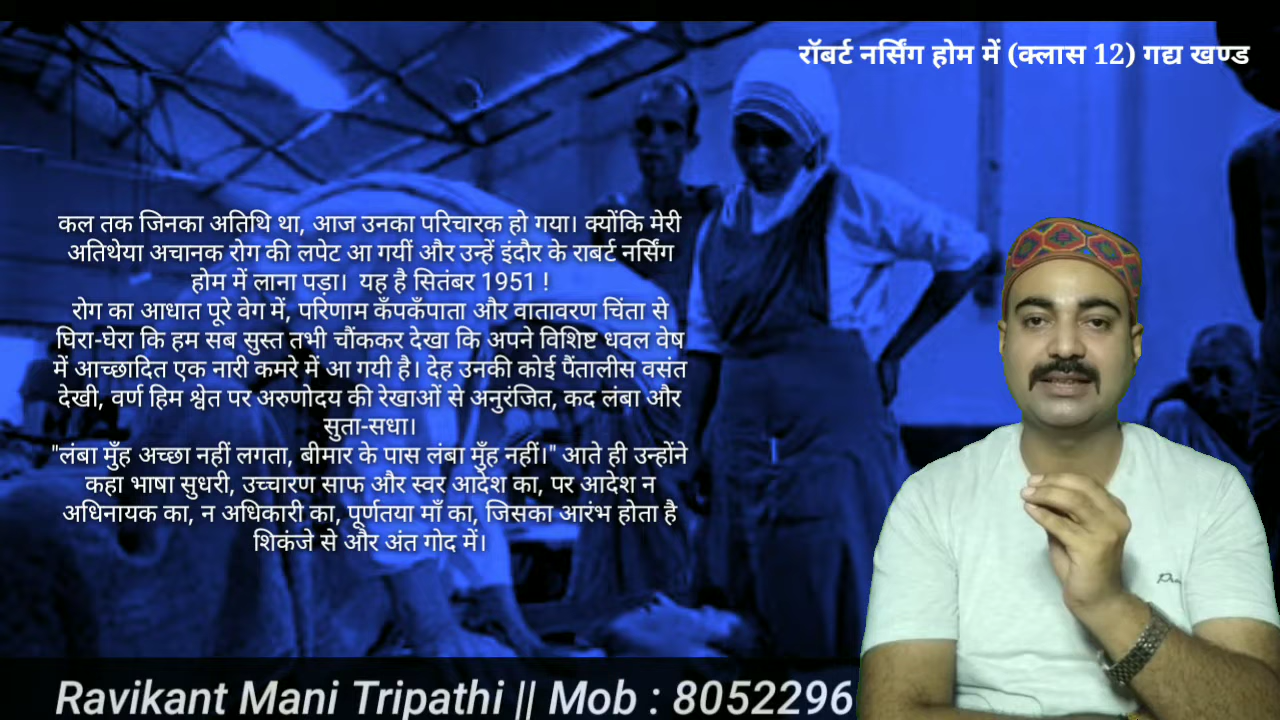 रॉबर्ट नर्सिंग होम में (क्लास 12) गद्य खण्ड
कल तक जिनका अतिथि था, आज उनका परिचारक हो गया। क्योंकि मेरी
अतिथेया अचानक रोग की लपेट आ गयीं और उन्हें इंदौर के राबर्ट नर्सिंग
होम में लाना पड़ा। यह है सितंबर 1951 !
रोग का आधात पूरे वेग में, परिणाम कँपकँपाता और वातावरण चिंता से
घिरा-घेरा कि हम सब सुस्त तभी चौंककर देखा कि अपने विशिष्ट धवल वेष
में आच्छादित एक नारी कमरे में आ गयी है। देह उनकी कोई पैंतालीस वसंत
देखी, वर्ण हिम श्वेत पर अरुणोदय की रेखाओं से अनुरंजित, कद लंबा और
सुता-सधा।
"लंबा मुँह अच्छा नहीं लगता, बीमार के पास लंबा मुँह नहीं।" आते ही उन्होंने
कहा भाषा सुधरी, उच्चारण साफ और स्वर आदेश का, पर आदेश न
अधिनायक का, न अधिकारी का, पूर्णतया माँ का, जिसका आरंभ होता है
शिकंजे से और अंत गोद में।
Ravikant Mani Tripathi || Mob : 8052296